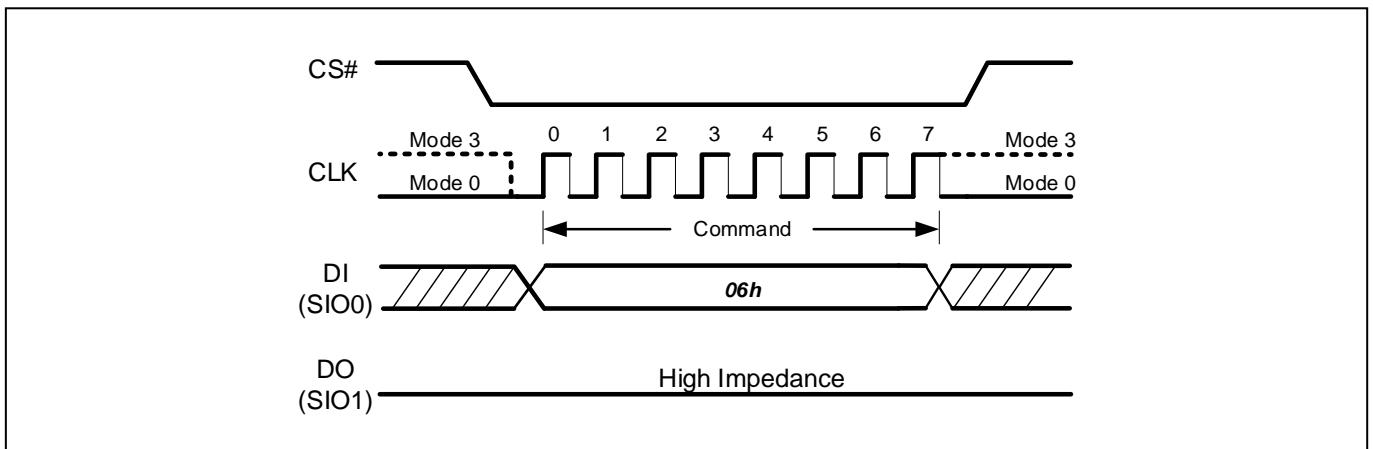 CS#
Mode 3 0 1 2 3 4 5 6 7 Mode 3
CLK
Mode 0 Mode 0
Command
DI
(SIO0)
06h
DO
(SIO1)
High Impedance